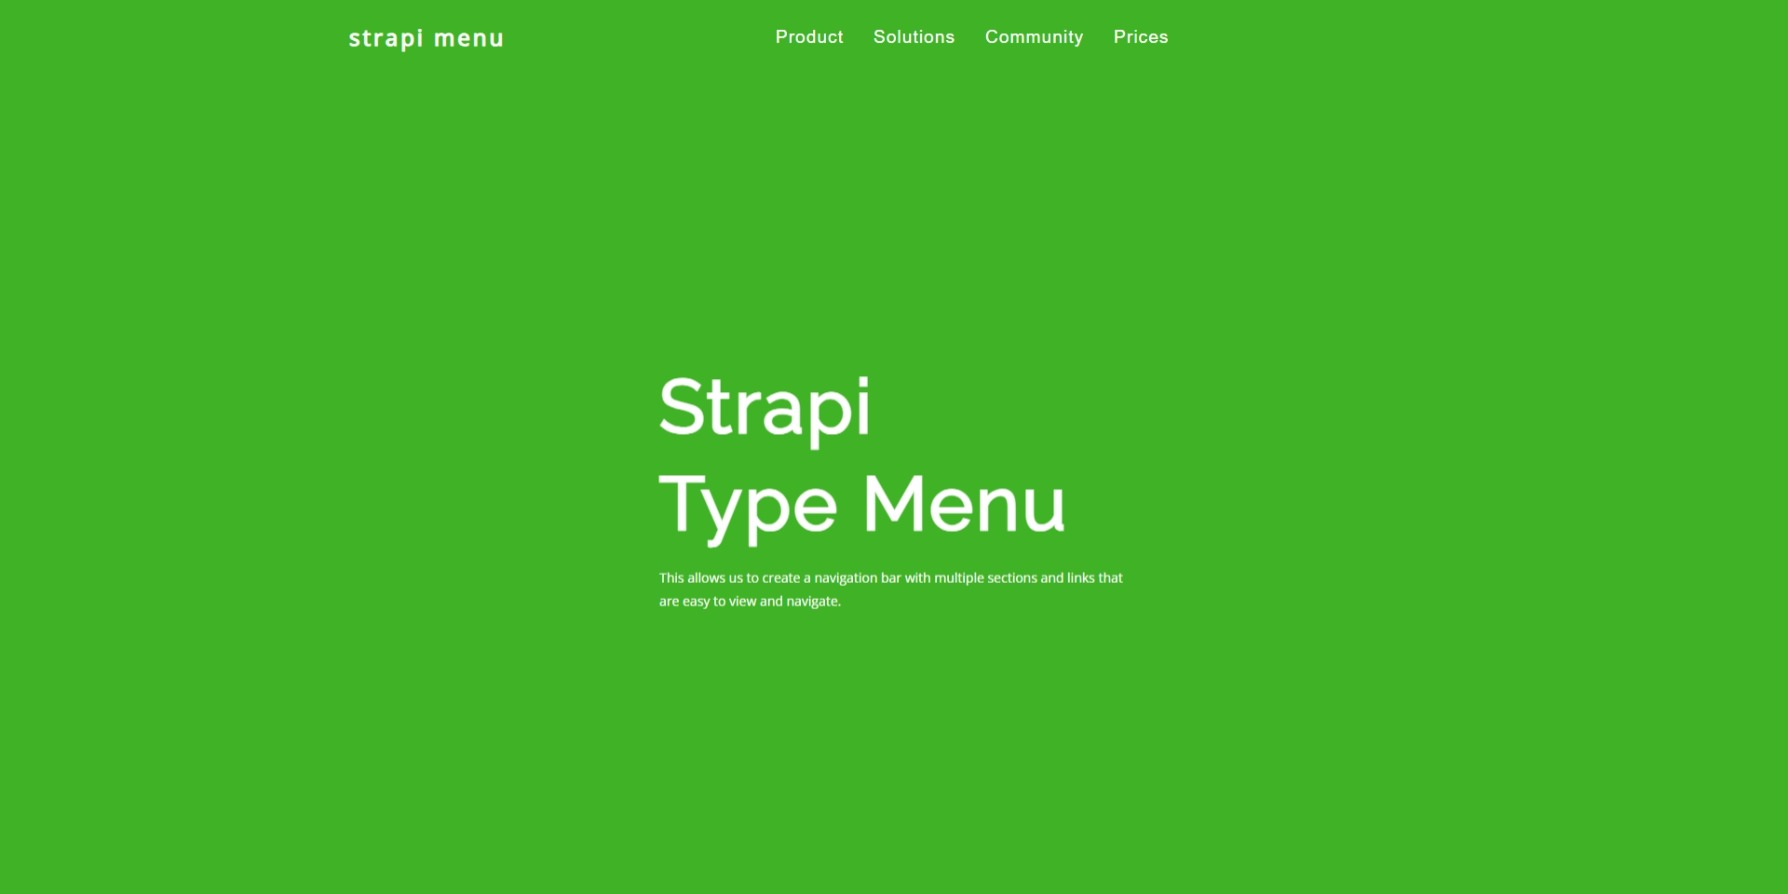 strapi menu
Product Solutions Community Prices
Strapi
Type Menu
This allows us to create a navigation bar with multiple sections and links that
are easy to view and navigate.